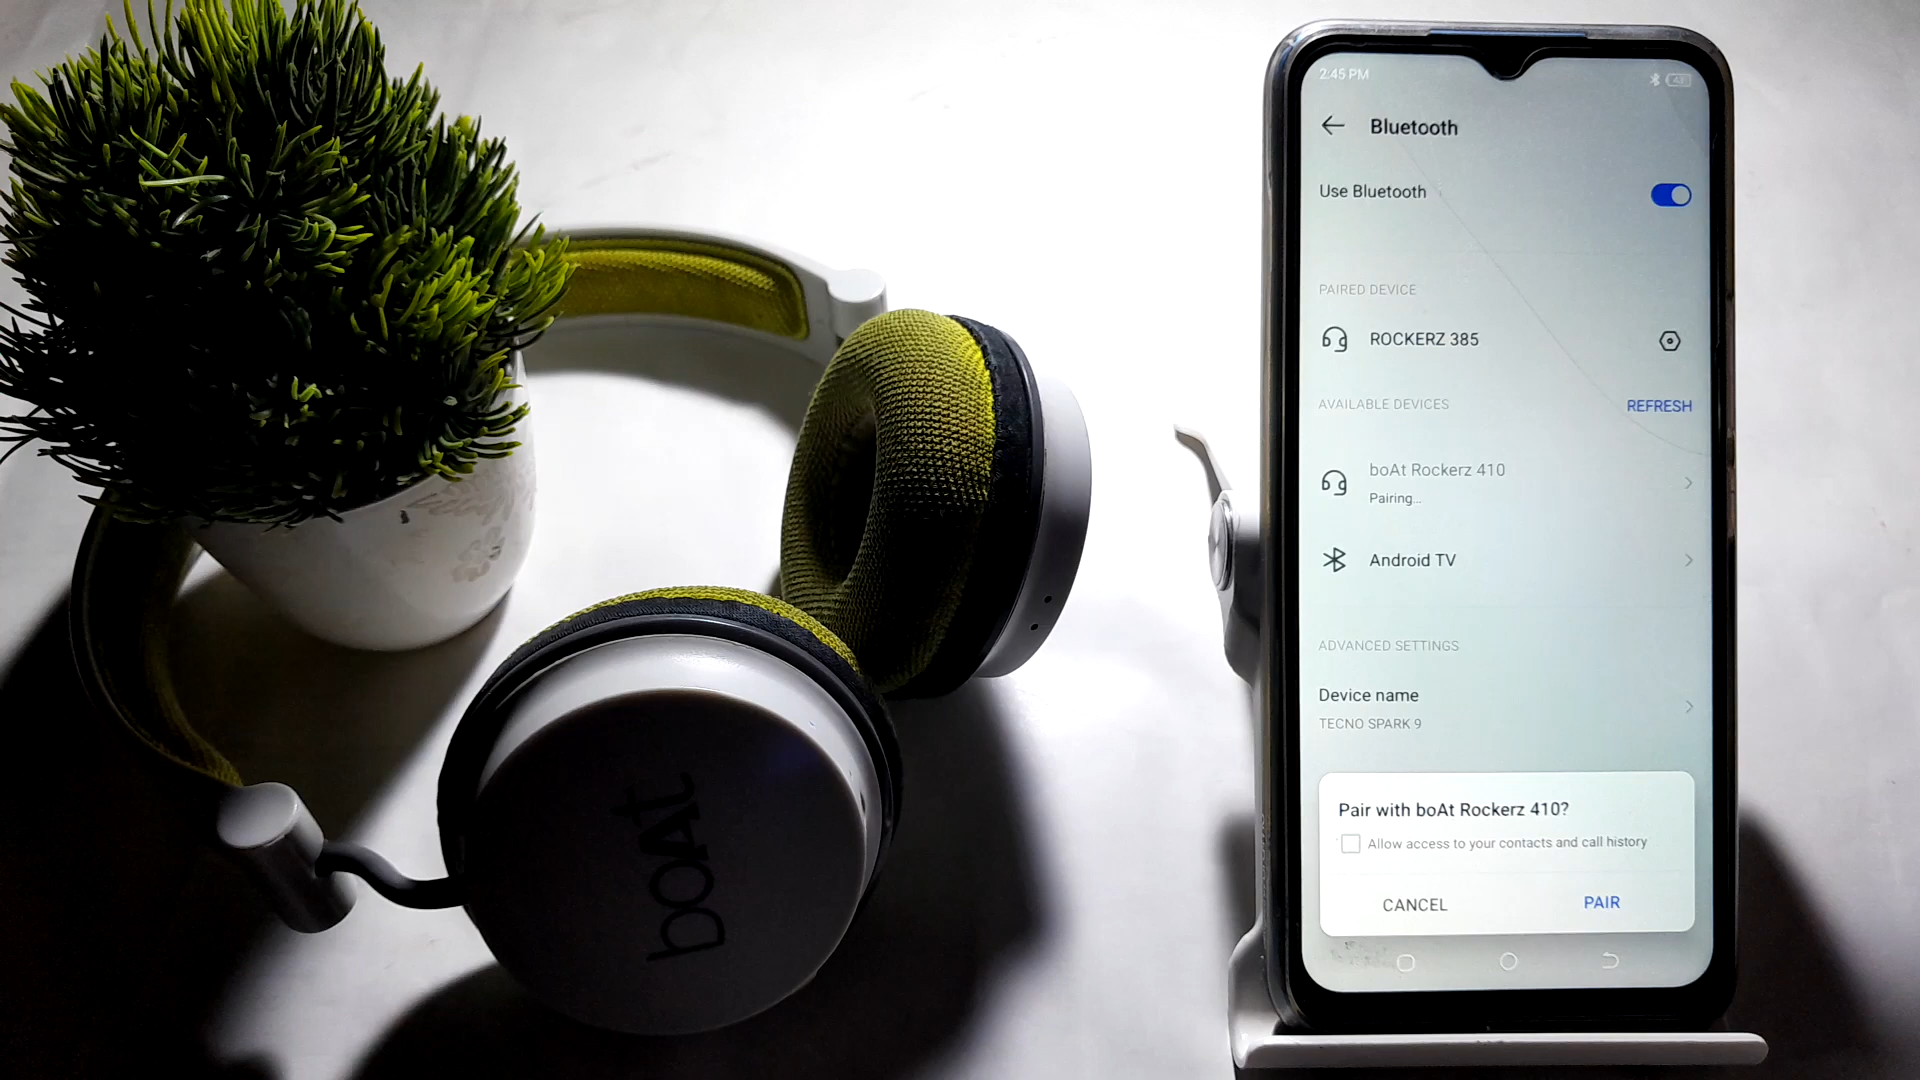 boAt
2:45 PM
43
Bluetooth
Use Bluetooth
PAIRED DEVICE
ROCKERZ 385
AVAILABLE DEVICES
REFRESH
boAt Rockerz 410
Pairing...
Android TV
ADVANCED SETTINGS
Device name
TECNO SPARK 9
Pair with boAt Rockerz 410?
Allow access to your contacts and call history
CANCEL
PAIR